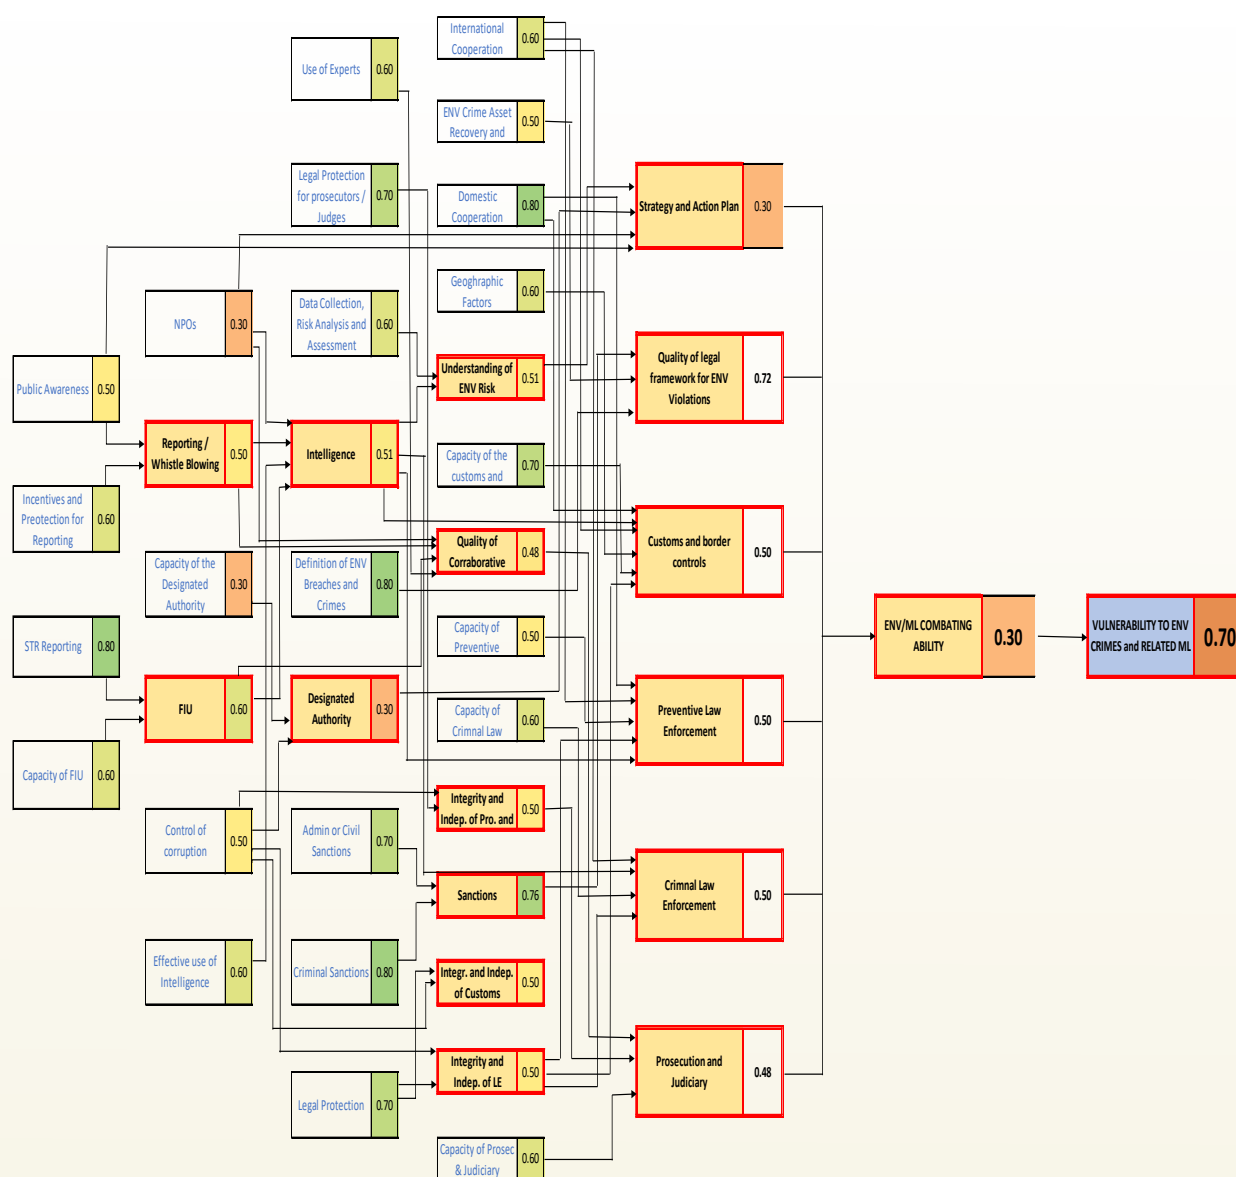 International
Cooperation
0.60
Use of Experts
0.60
ENV Crime Asset
Recovery and
0.50
Legal Protection
for prosecutors /
Judges
0.70
Domestic
Cooperation
0.80
Strategy and Action Plan
0.30
Geoghraphic
Factors
0.60
NPOs
0.30
Data Collection,
Risk Analysis and
Assessment
0.60
Public Awareness
0.50
Understanding of
ENV Risk
0.51
Quality of legal
framework for ENV
Violations
0.72
Reporting /
Whistle Blowing
0.50
Intelligence
0.51
Capacity of the
customs and
0.70
Incentives and
Preotection for
Reporting
0.60
Capacity of the
Designated
Authority
0.30
Definition of ENV
Breaches and
Crimes
0.80
Quality of
Corraborative
0.48
Customs and border
controls
0.50
STR Reporting
0.80
Capacity of
Preventive
0.50
ENV/ML COMBATING
ABILITY
0.30
VULNERABILITY TO ENV
CRIMES and RELATED ML
0.70
FIU
0.60
Designated
Authority
0.30
Capacity of
Crimnal Law
0.60
Preventive Law
Enforcement
0.50
Capacity of FIU
0.60
Control of
corruption
0.50
Admin or Civil
Sanctions
0.70
Integrity and
Indep. of Pro. and
0.50
Sanctions
0.76
Crimnal Law
Enforcement
0.50
Effective use of
Intelligence
0.60
Criminal Sanctions
0.80
Integr. and Indep.
of Customs
0.50
Legal Protection
0.70
Integrity and
Indep. of LE
0.50
Prosecution and
Judiciary
0.48
Capacity of Prosec
& Judiciary
0.60